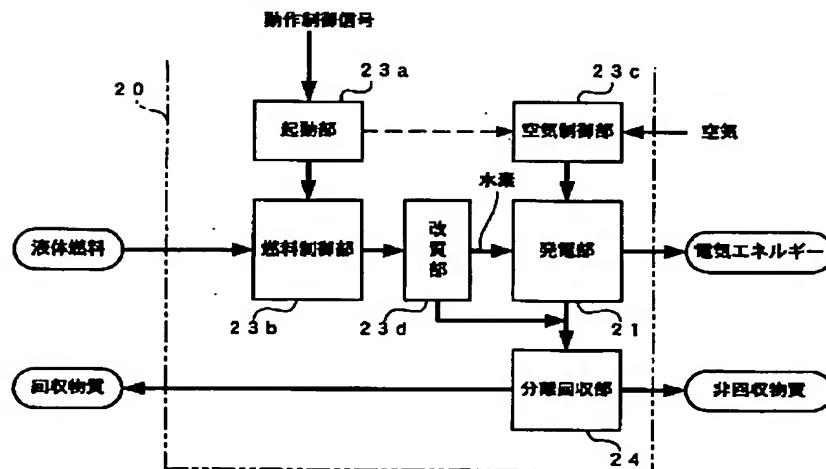 動作制御信号
20
23a
23c
起動部
空気制御部
空気
水素
液体燃料
燃料制御部
改質部
発電部
電気エネルギー
23b
23d
21
回収物質
分離回収部
非回収物質
24